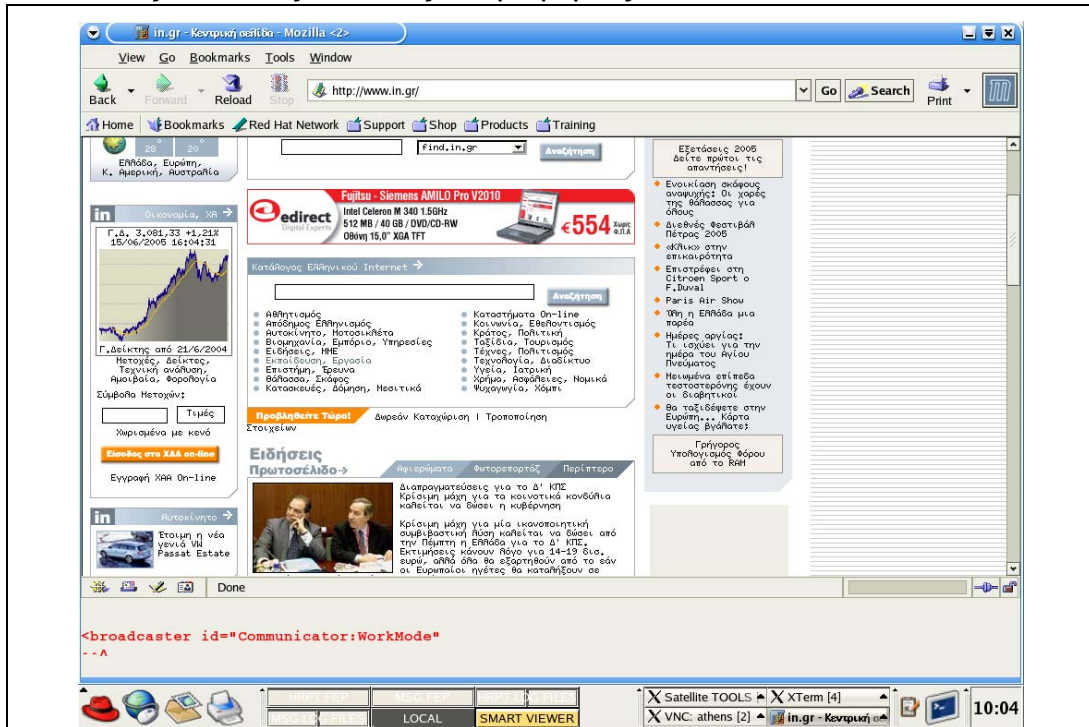 in.gr - Κεντρική σελίδα - Mozilla <2>
View Go Bookmarks Tools Window
Back Forward Reload Stop http://www.in.gr/ Go Search Print
Home Bookmarks Red Hat Network Support Shop Products Training
28° 20°
Ελλάδα, Ευρώπη,
Κ. Αμερική, Αυστραλία
in Οικονομία, ΧΑ
Γ.Δ. 3.081,33 +1,21%
15/06/2005 16:04:31
Γ.Δείκτης από 21/6/2004
Μετοχές, Δείκτες,
Τεχνική ανάλυση,
Αμοιβαία, Φορολογία
Σύμβολα Μετοχών:
Τιμές
Χωρισμένα με κενό
Είσοδος στο ΧΑΑ on-line
Εγγραφή ΧΑΑ On-line
in Αυτοκίνητο
Έτοιμη η νέα
γενιά VW
Passat Estate
find.in.gr Αναζήτηση
Fujitsu - Siemens AMILO Pro V2010
edirect
Digital Experts
Intel Celeron M 340 1.5GHz
512 MB / 40 GB / DVD/CD-RW
Οθόνη 15,0" XGA TFT
€554 Χωρίς Φ.Π.Α
Κατάλογος Ελληνικού Internet
Αναζήτηση
Αθλητισμός
Απόδημος Ελληνισμός
Αυτοκίνητο, Μοτοσικλέτα
Βιομηχανία, Εμπόριο, Υπηρεσίες
Ειδήσεις, ΜΜΕ
Εκπαίδευση, Εργασία
Επιστήμη, Έρευνα
Θάλασσα, Σκάφος
Κατασκευές, Δόμηση, Μεσιτικά
Καταστήματα On-line
Κοινωνία, Εθελοντισμός
Κράτος, Πολιτική
Ταξίδια, Τουρισμός
Τέχνες, Πολιτισμός
Τεχνολογία, Διαδίκτυο
Υγεία, Ιατρική
Χρήμα, Ασφάλειες, Νομικά
Ψυχαγωγία, Χόμπι
Προβληθείτε Τώρα! Δωρεάν Καταχώριση | Τροποποίηση
Στοιχείων
Ειδήσεις
Πρωτοσέλιδο Αφιερώματα Φωτορεπορτάζ Περίπτερο
Διαπραγματεύσεις για το Δ' ΚΠΣ
Κρίσιμη μάχη για τα κοινοτικά κονδύλια
καλείται να δώσει η κυβέρνηση
Κρίσιμη μάχη για μία ικανοποιητική
συμβιβαστική λύση καλείται να δώσει από
την Πέμπτη η Ελλάδα για το Δ' ΚΠΣ.
Εκτιμήσεις κάνουν λόγο για 14-19 δισ.
ευρώ, αλλά όλα θα εξαρτηθούν από το εάν
οι Ευρωπαίοι ηγέτες θα καταλήξουν σε
Εξετάσεις 2005
Δείτε πρώτοι τις
απαντήσεις!
Ενοικίαση σκάφους
αναψυχής: Οι χαρές
της θάλασσας για
όλους
Διεθνές Φεστιβάλ
Πέτρας 2005
«Κλικ» στην
επικαιρότητα
Επιστρέφει στη
Citroen Sport ο
F.Duval
Paris Air Show
Όλη η Ελλάδα μια
παρέα
Ημέρες αργίας:
Τι ισχύει για την
ημέρα του Αγίου
Πνεύματος
Μειωμένα επίπεδα
τεστοστερόνης έχουν
οι διαβητικοί
Θα ταξιδέψετε στην
Ευρώπη... Κάρτα
υγείας βγάλατε;
Γρήγορος
Υπολογισμός Φόρου
από το RAM
Done
<broadcaster id="Communicator:WorkMode"
--^
HRPT FEP MSG FEP HRPT LOG FILES
MSG LOG FILES LOCAL SMART VIEWER
Satellite TOOLS XTerm [4]
VNC: athens [2] in.gr - Κεντρική
10:04